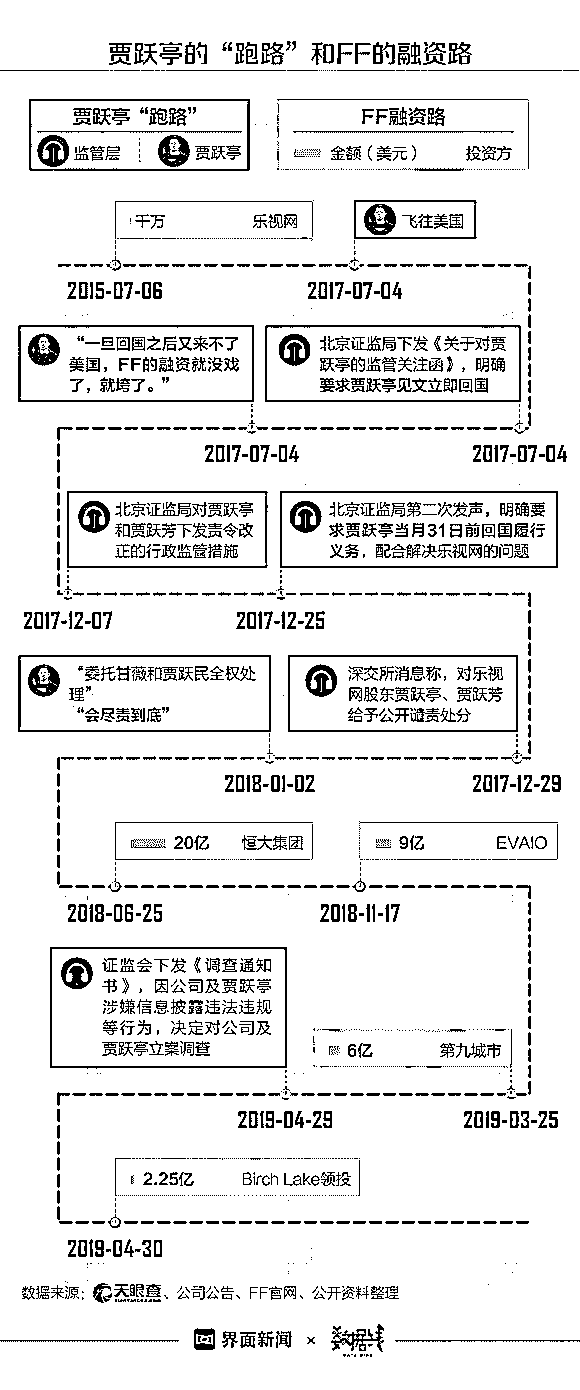 贾跃亭的“跑路”和FF的融资路
贾跃亭“跑路”
监管层
贾跃亭
FF融资路
金额（美元）
投资方
千万
乐视网
飞往美国
2015-07-06
2017-07-04
“一旦回国之后又来不了
美国，FF的融资就没戏
了，就垮了。”
北京证监局下发《关于对贾
跃亭的监管关注函》，明确
要求贾跃亭见文立即回国
2017-07-04
2017-07-04
北京证监局对贾跃亭
和贾跃芳下发责令改
正的行政监管措施
北京证监局第二次发声，明确要
求贾跃亭当月31日前回国履行
义务，配合解决乐视网的问题
2017-12-07
2017-12-25
“委托甘薇和贾跃民全权处
理”
“会尽责到底”
深交所消息称，对乐视
网股东贾跃亭、贾跃芳
给予公开谴责处分
2018-01-02
2017-12-29
20亿
恒大集团
9亿
EVAIO
2018-06-25
2018-11-17
证监会下发《调查通知
书》，因公司及贾跃亭
涉嫌信息披露违法违规
等行为，决定对公司及
贾跃亭立案调查
6亿
第九城市
2019-04-29
2019-03-25
2.25亿
Birch Lake领投
2019-04-30
数据来源：天眼查、公司公告、FF官网、公开资料整理
界面新闻 × 数据线